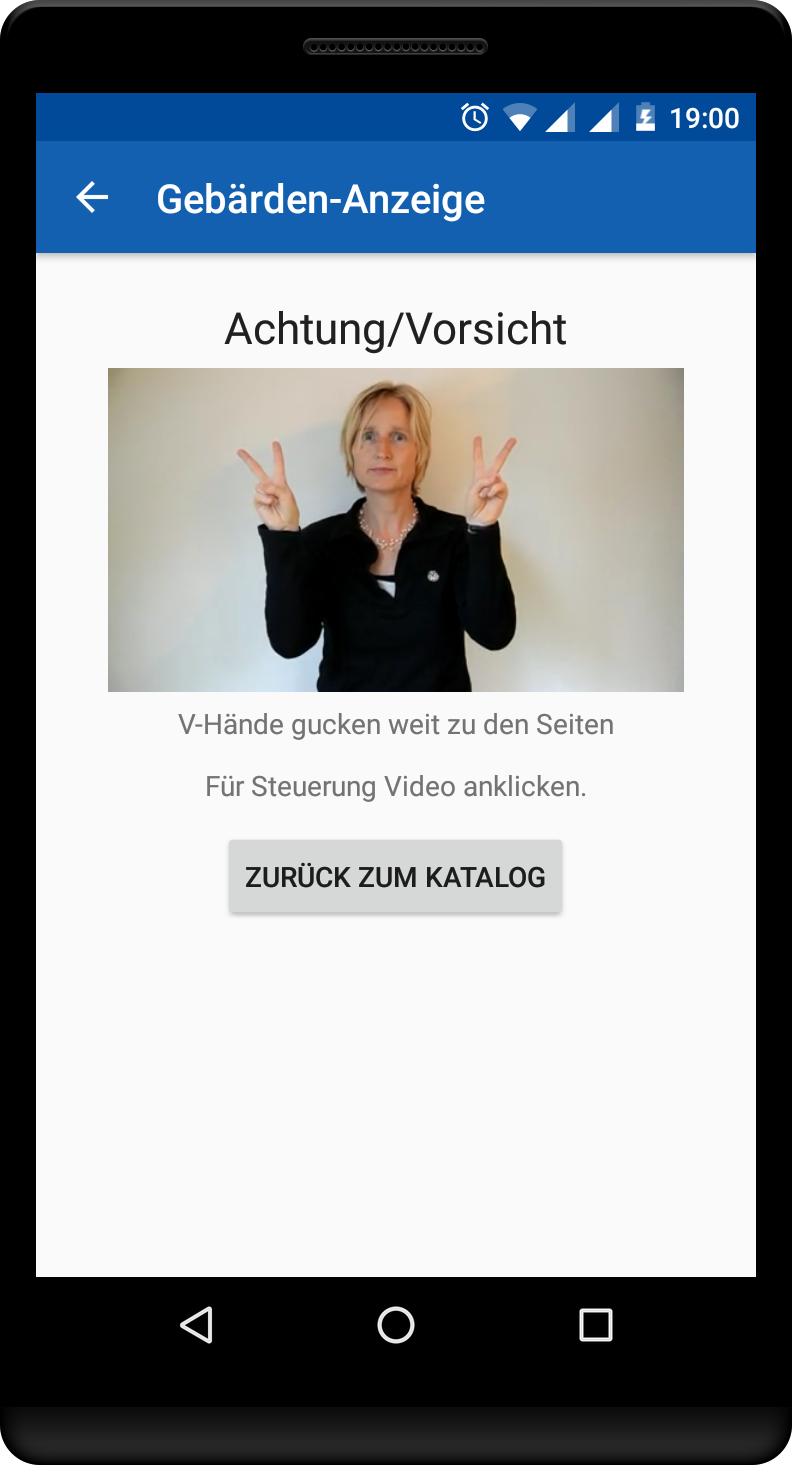 19:00
Gebärden-Anzeige
Achtung/Vorsicht
V-Hände gucken weit zu den Seiten
Für Steuerung Video anklicken.
ZURÜCK ZUM KATALOG